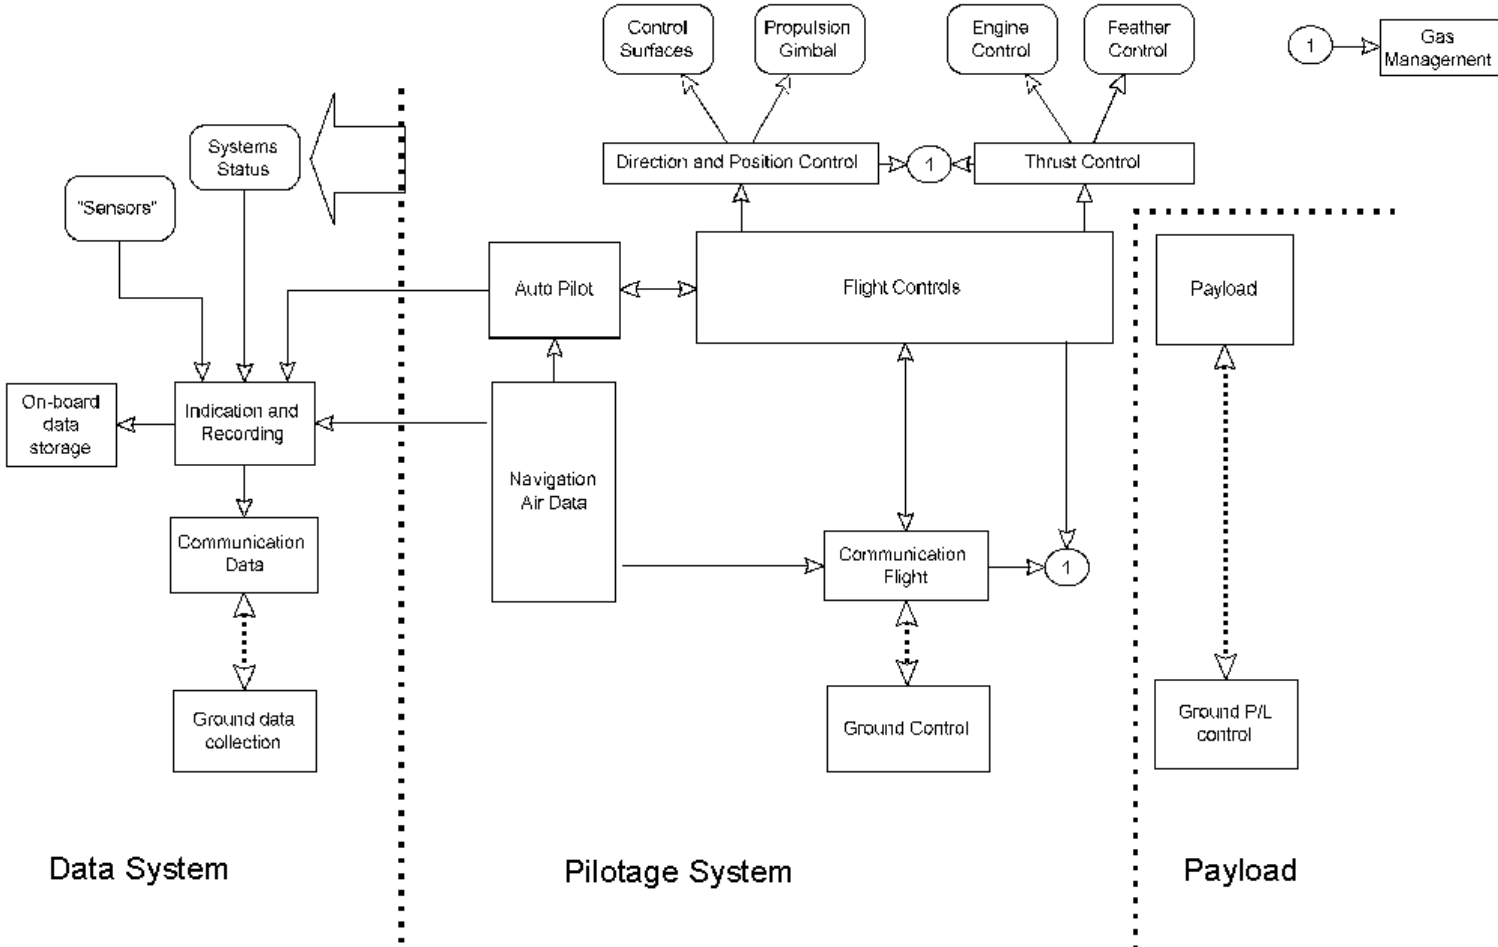 Control
Surfaces
Propulsion
Gimbal
Engine
Control
Feather
Control
1
Gas
Management
Systems
Status
Direction and Position Control
1
Thrust Control
"Sensors"
Auto Pilot
Flight Controls
Payload
On-board
data
storage
Indication and
Recording
Navigation
Air Data
Communication
Data
Communication
Flight
1
Ground data
collection
Ground Control
Ground P/L
control
Data System
Pilotage System
Payload